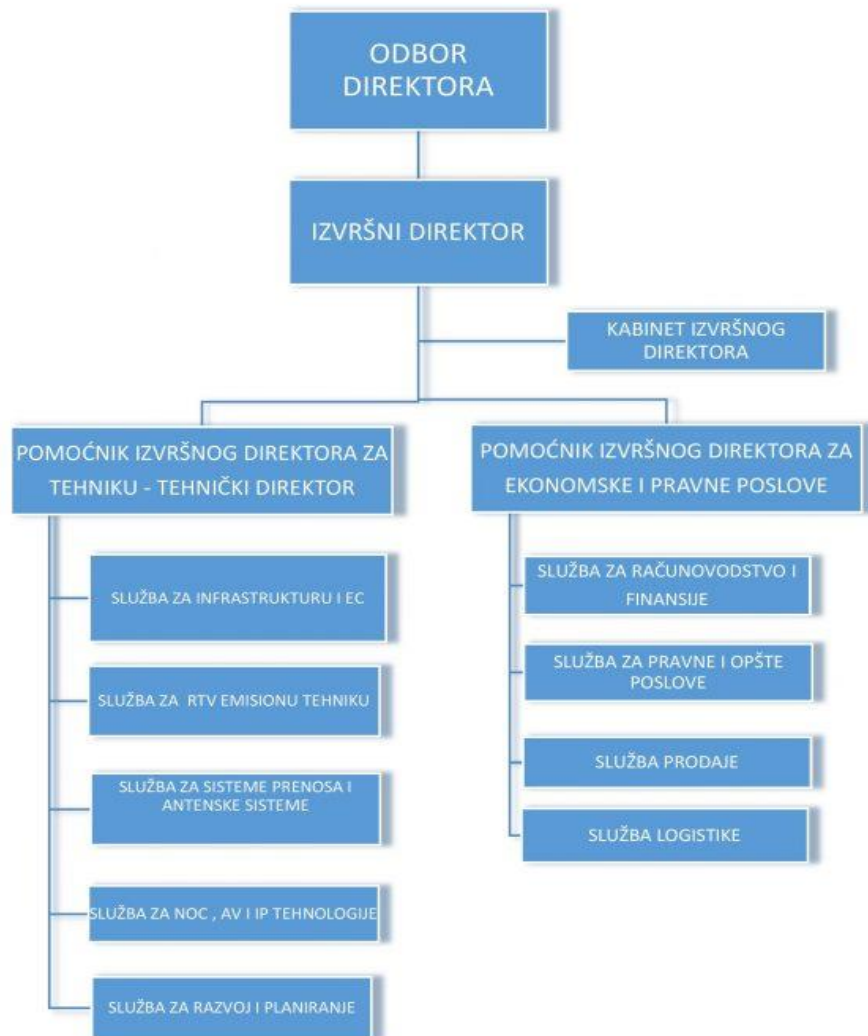 ODBOR
DIREKTORA
IZVRŠNI DIREKTOR
KABINET IZVRŠNOG
DIREKTORA
POMOĆNIK IZVRŠNOG DIREKTORA ZA
TEHNIKU - TEHNIČKI DIREKTOR
SLUŽBA ZA INFRASTRUKTURU I EC
SLUŽBA ZA RTV EMISIONU TEHNIKU
SLUŽBA ZA SISTEME PRENOSA I
ANTENSKE SISTEME
SLUŽBA ZA NOC , AV I IP TEHNOLOGIJE
SLUŽBA ZA RAZVOJ I PLANIRANJE
POMOĆNIK IZVRŠNOG DIREKTORA ZA
EKONOMSKE I PRAVNE POSLOVE
SLUŽBA ZA RAČUNOVODSTVO I
FINANSIJE
SLUŽBA ZA PRAVNE I OPŠTE
POSLOVE
SLUŽBA PRODAJE
SLUŽBA LOGISTIKE